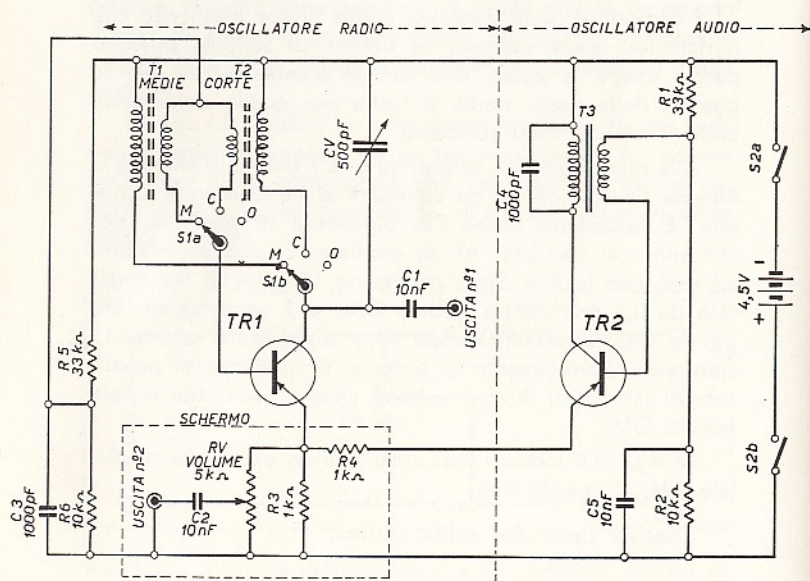 OSCILLATORE RADIO
OSCILLATORE AUDIO
T1
MEDIE
CORTE
T2
CV
500pF
C4
1000pF
T3
R1
33kΩ
S2a
M
C
O
S1a
C
M
O
S1b
C1
10nF
USCITA n°1
-
4,5V
+
TR1
TR2
R5
33kΩ
SCHERMO
RV
VOLUME
5kΩ
R4
1kΩ
S2b
C3
1000pF
R6
10kΩ
USCITA n°2
C2
10nF
R3
1kΩ
C5
10nF
R2
10kΩ